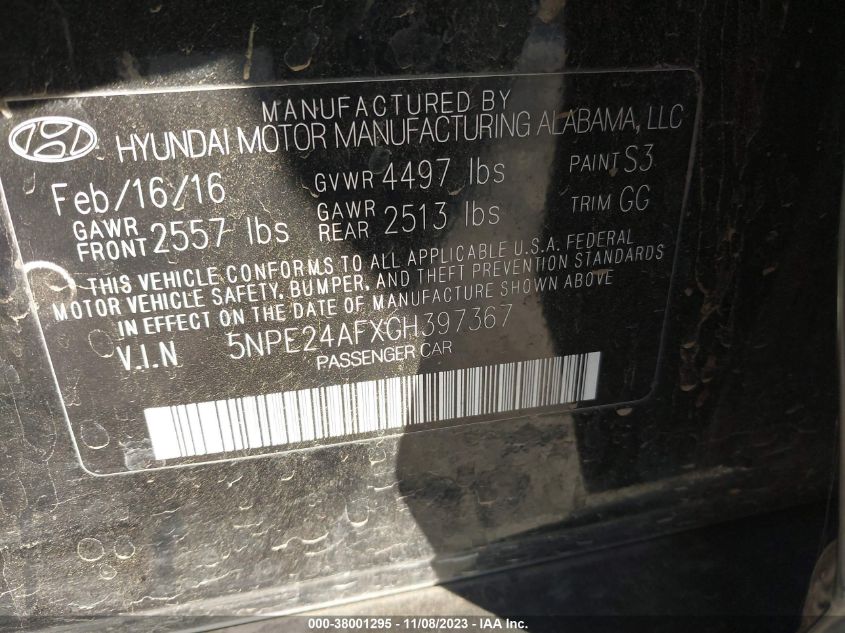 MANUFACTURED BY
HYUNDAI MOTOR MANUFACTURING ALABAMA, LLC
Feb/16/16 GVWR 4497 lbs PAINT S3
GAWR FRONT 2557 lbs GAWR REAR 2513 lbs TRIM GG
THIS VEHICLE CONFORMS TO ALL APPLICABLE U.S.A. FEDERAL
MOTOR VEHICLE SAFETY, BUMPER, AND THEFT PREVENTION STANDARDS
IN EFFECT ON THE DATE OF MANUFACTURE SHOWN ABOVE
V.I.N 5NPE24AFXGH397367
PASSENGER CAR
000-38001295 - 11/08/2023 - IAA Inc.